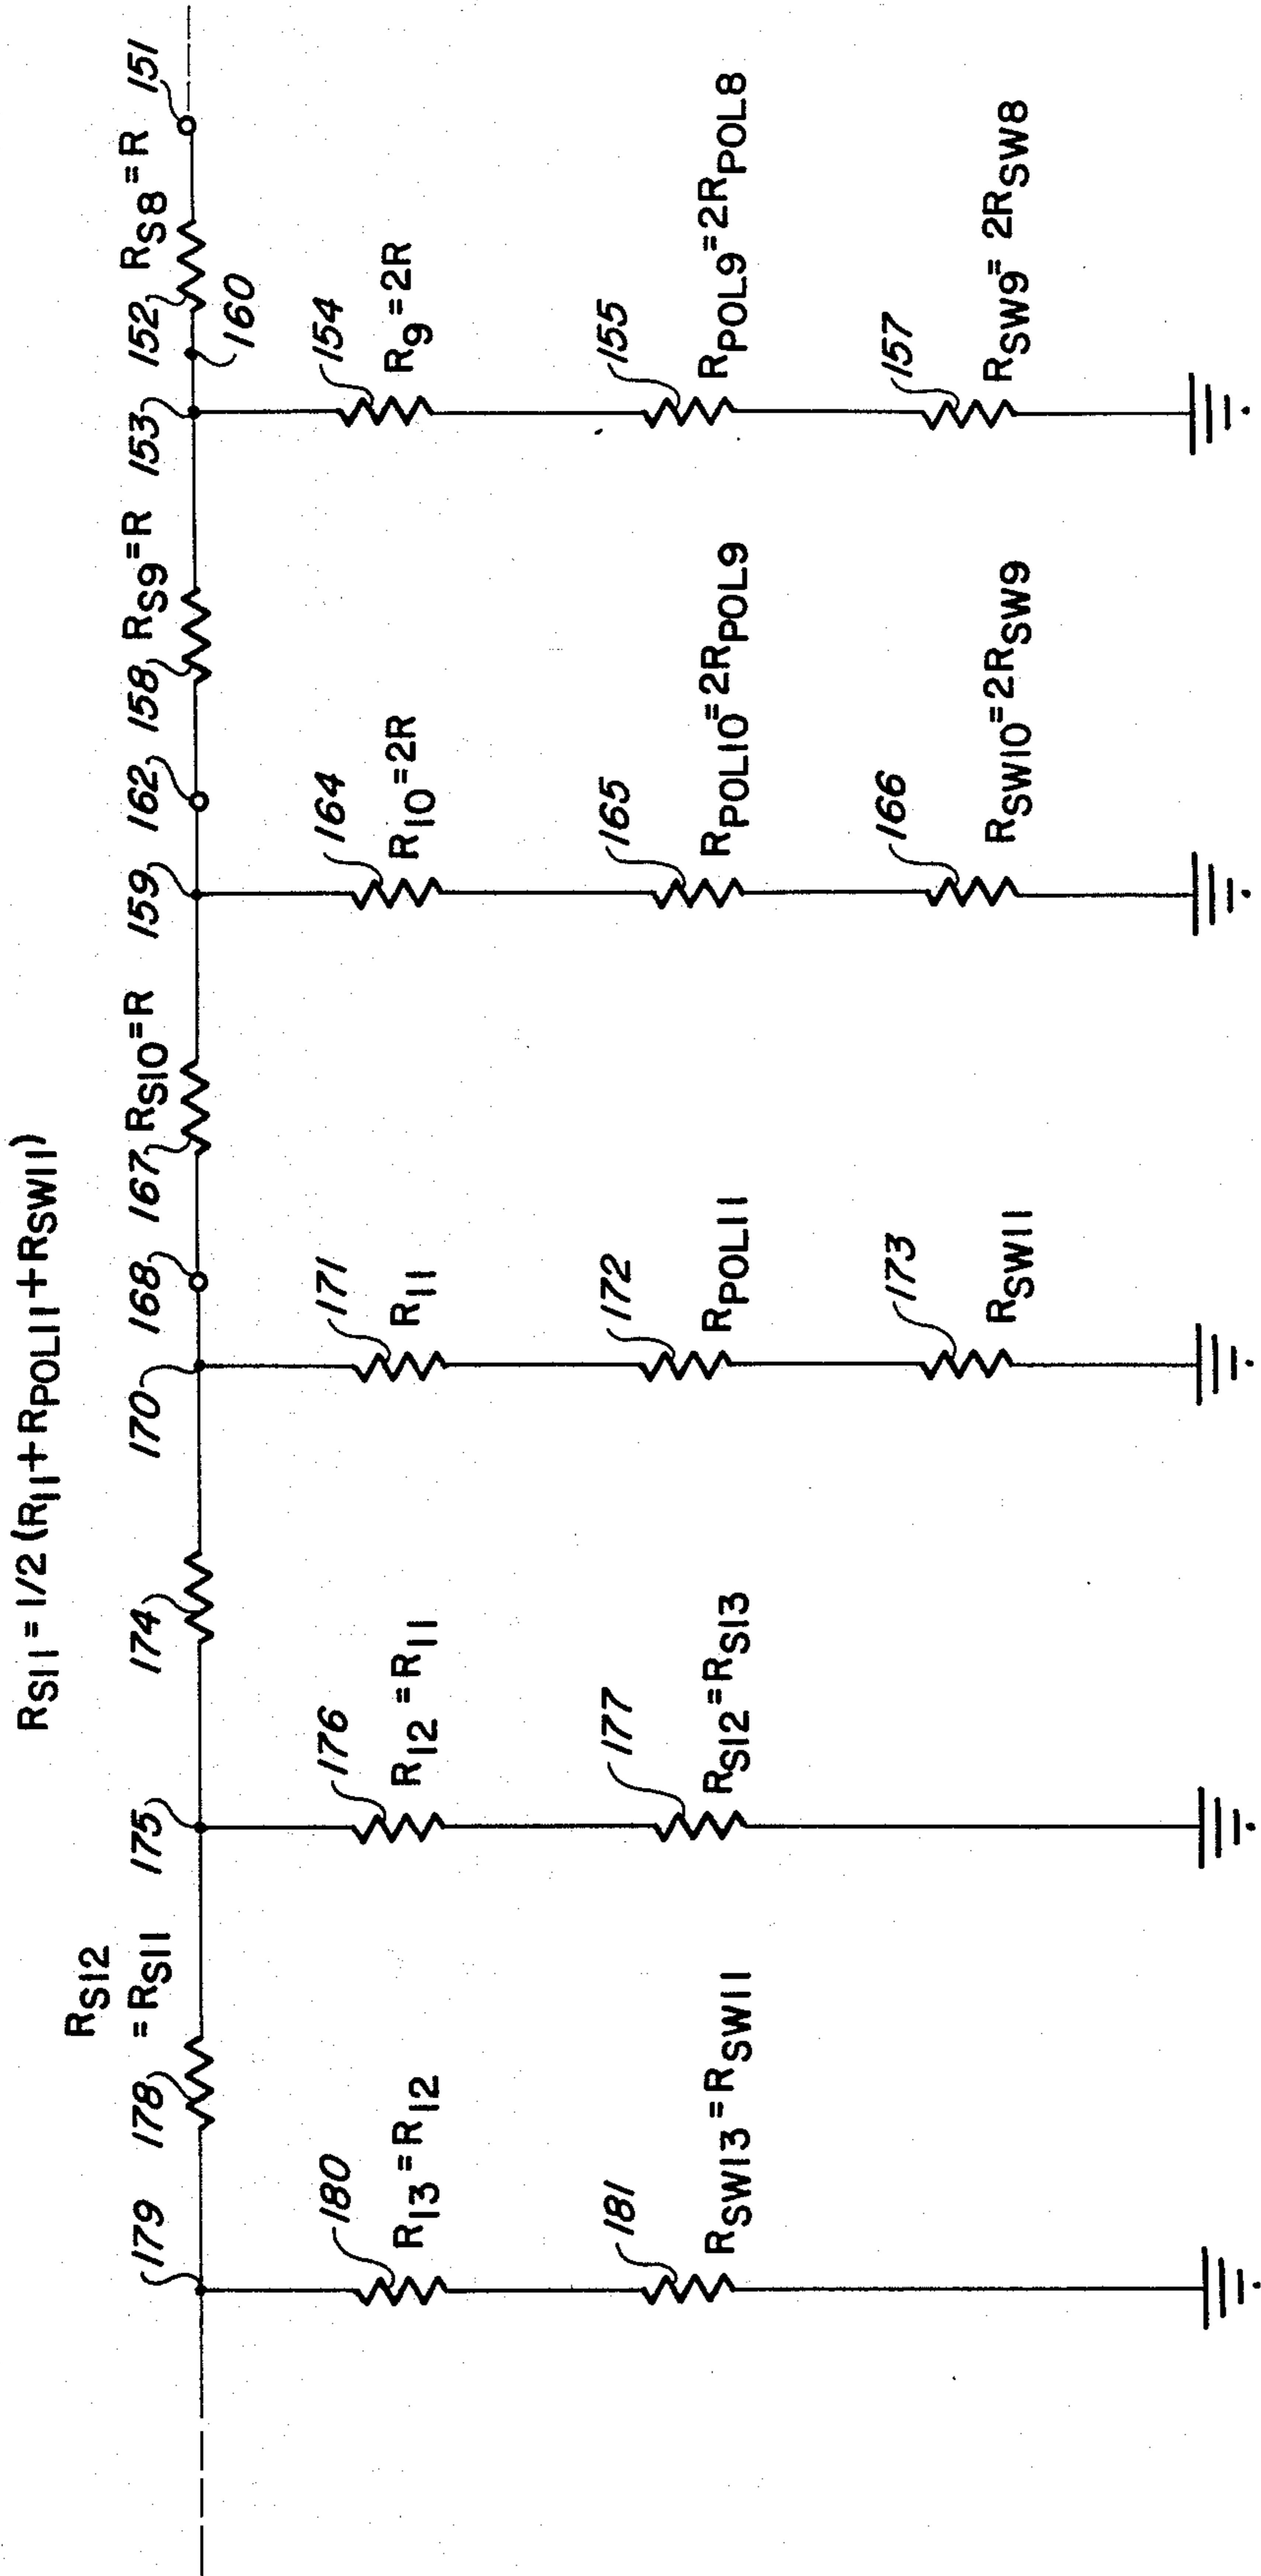 RS11 = 1/2 (R11 + RPOL11 + RSW11)
RS12
= RS11
179
178
175
174
170
168
167
RS10 = R
159
162
158
RS9 = R
153
152
RS8 = R
151
160
180
R13 = R12
176
R12 = R11
171
R11
164
R10 = 2R
154
R9 = 2R
181
RSW13 = RSW11
177
RS12 = RS13
172
RPOL11
165
RPOL10 = 2RPOL9
155
RPOL9 = 2RPOL8
173
RSW11
166
RSW10 = 2RSW9
157
RSW9 = 2RSW8